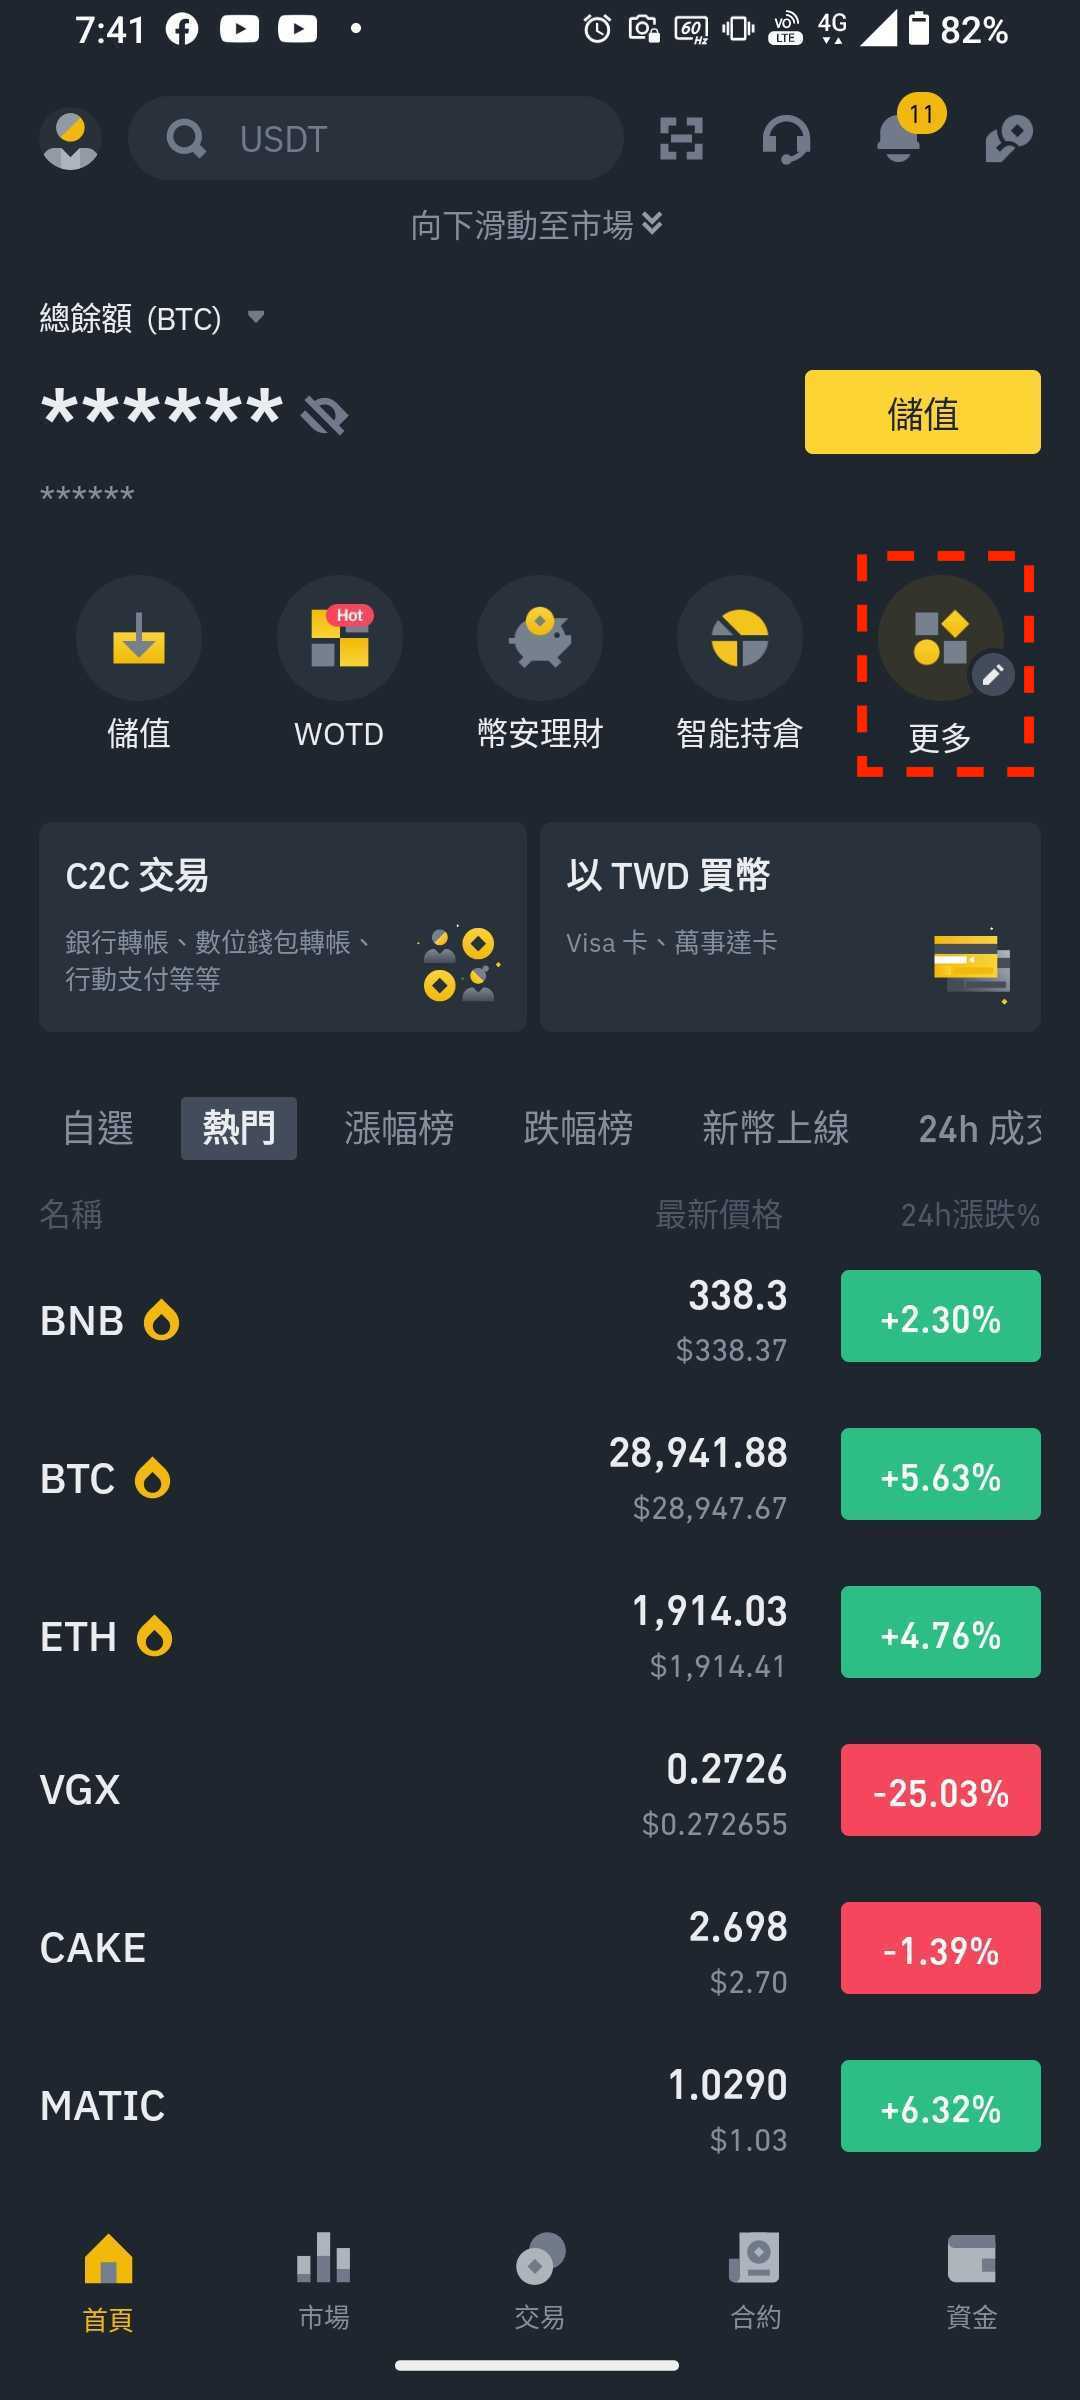 7:41 60 Hz VO LTE 4G 82%
USDT 11
向下滑動至市場
總餘額 (BTC)
******
儲值
******
Hot
儲值 WOTD 幣安理財 智能持倉 更多
C2C 交易
銀行轉帳、數位錢包轉帳、
行動支付等等
以 TWD 買幣
Visa 卡、萬事達卡
自選 熱門 漲幅榜 跌幅榜 新幣上線 24h 成交
名稱 最新價格 24h漲跌%
BNB 338.3 +2.30%
$338.37
BTC 28,941.88 +5.63%
$28,947.67
ETH 1,914.03 +4.76%
$1,914.41
VGX 0.2726 -25.03%
$0.272655
CAKE 2.698 -1.39%
$2.70
MATIC 1.0290 +6.32%
$1.03
首頁 市場 交易 合約 資金